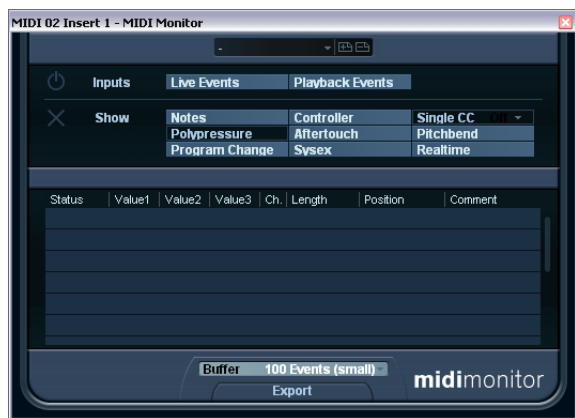 MIDI 02 Insert 1 - MIDI Monitor
-
Inputs Live Events Playback Events
Show Notes Controller Single CC Off
Polypressure Aftertouch Pitchbend
Program Change Sysex Realtime
Status Value1 Value2 Value3 Ch. Length Position Comment
Buffer 100 Events (small)
Export
midimonitor